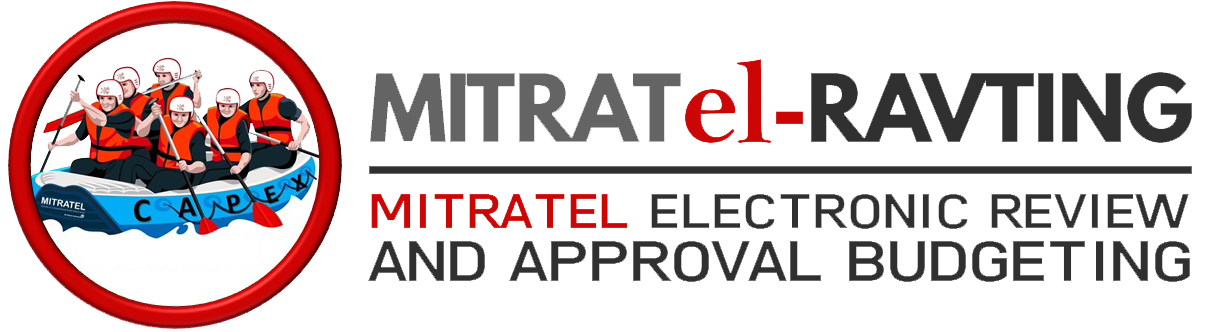 MITRATEL
CAPEX
MITRATel-RAVTING
MITRATEL ELECTRONIC REVIEW
AND APPROVAL BUDGETING